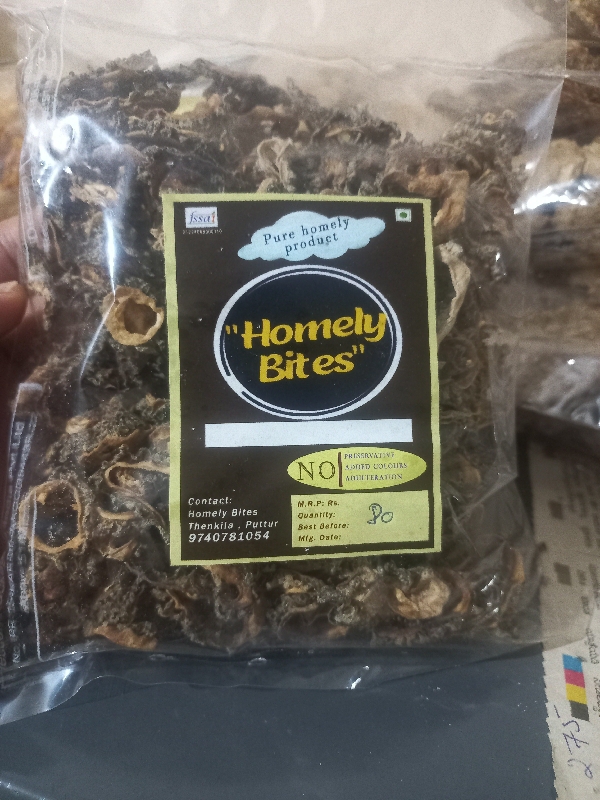 fssai
Pure homely
product
"Homely
Bites"
NO
PRESERVATIVE
ADDED COLOURS
ADULTERATION
Contact:
Homely Bites
Thenkila , Puttur
9740781054
M.R.P: Rs.
Quantity:
Best Before:
Mfg. Date:
80
275-